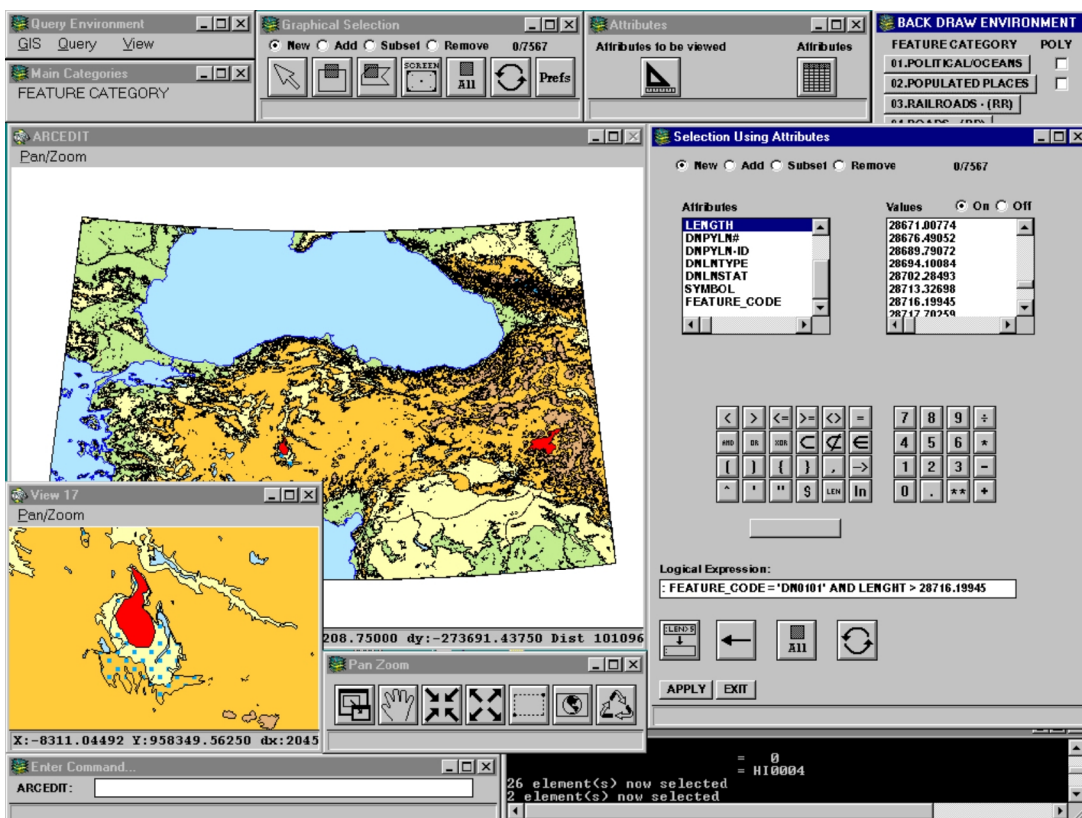 Query Environment
GIS Query View
Main Categories
FEATURE CATEGORY
Graphical Selection
New Add Subset Remove 0/7567
SCREEN
All
Prefs
Attributes
Attributes to be viewed Attributes
BACK DRAW ENVIRONMENT
FEATURE CATEGORY POLY
01.POLITICAL/OCEANS
02.POPULATED PLACES
03.RAILROADS - (RR)
04.ROADS - (RD)
ARCEDIT
Pan/Zoom
208.75000 dy:-273691.43750 Dist 101096
View 17
Pan/Zoom
X:-8311.04492 Y:958349.56250 dx:2045
Pan Zoom
Enter Command...
ARCEDIT:
Selection Using Attributes
New Add Subset Remove 0/7567
Attributes
LENGTH
DNPYLN#
DNPYLN-ID
DNLNTYPE
DNLNSTAT
SYMBOL
FEATURE_CODE
Values On Off
28671.00774
28676.49052
28689.79072
28694.10084
28702.28493
28713.32698
28716.19945
28717.70259
< > <= >= <> =
AND OR XOR ⊂ ⊄ ∈
( ) { } , ->
^ ' " $ LEN In
7 8 9 ÷
4 5 6 *
1 2 3 -
0 . ** +
Logical Expression:
: FEATURE_CODE = 'DN0101' AND LENGHT > 28716.19945
All
APPLY EXIT
= 0
= HI0004
26 element(s) now selected
2 element(s) now selected